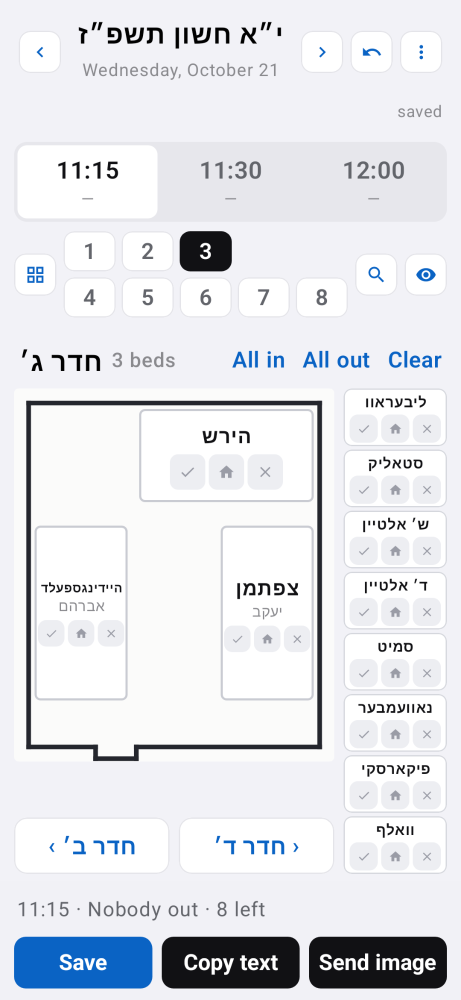 י״א חשון תשפ״ז
Wednesday, October 21
saved
11:15
–
11:30
–
12:00
–
1
2
3
4
5
6
7
8
חדר ג׳
3 beds
All in
All out
Clear
הירש
היידינגספעלד
אברהם
צפתמן
יעקב
ליבעראוו
סטאליק
ש׳ אלטיין
ד׳ אלטיין
סמיט
נאוועמבער
פיקארסקי
וואלף
‹ חדר ב׳
חדר ד׳ ›
11:15 · Nobody out · 8 left
Save
Copy text
Send image